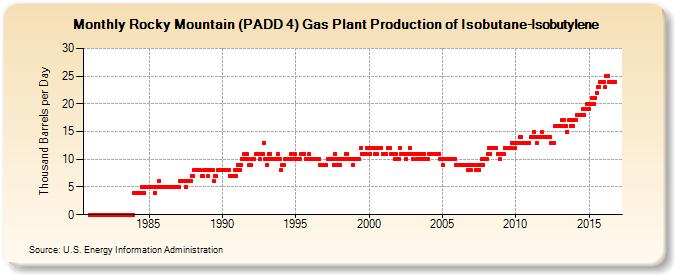 Monthly Rocky Mountain (PADD 4) Gas Plant Production of Isobutane-Isobutylene
Thousand Barrels per Day
30
25
20
15
10
5
0
1985 1990 1995 2000 2005 2010 2015
Source: U.S. Energy Information Administration